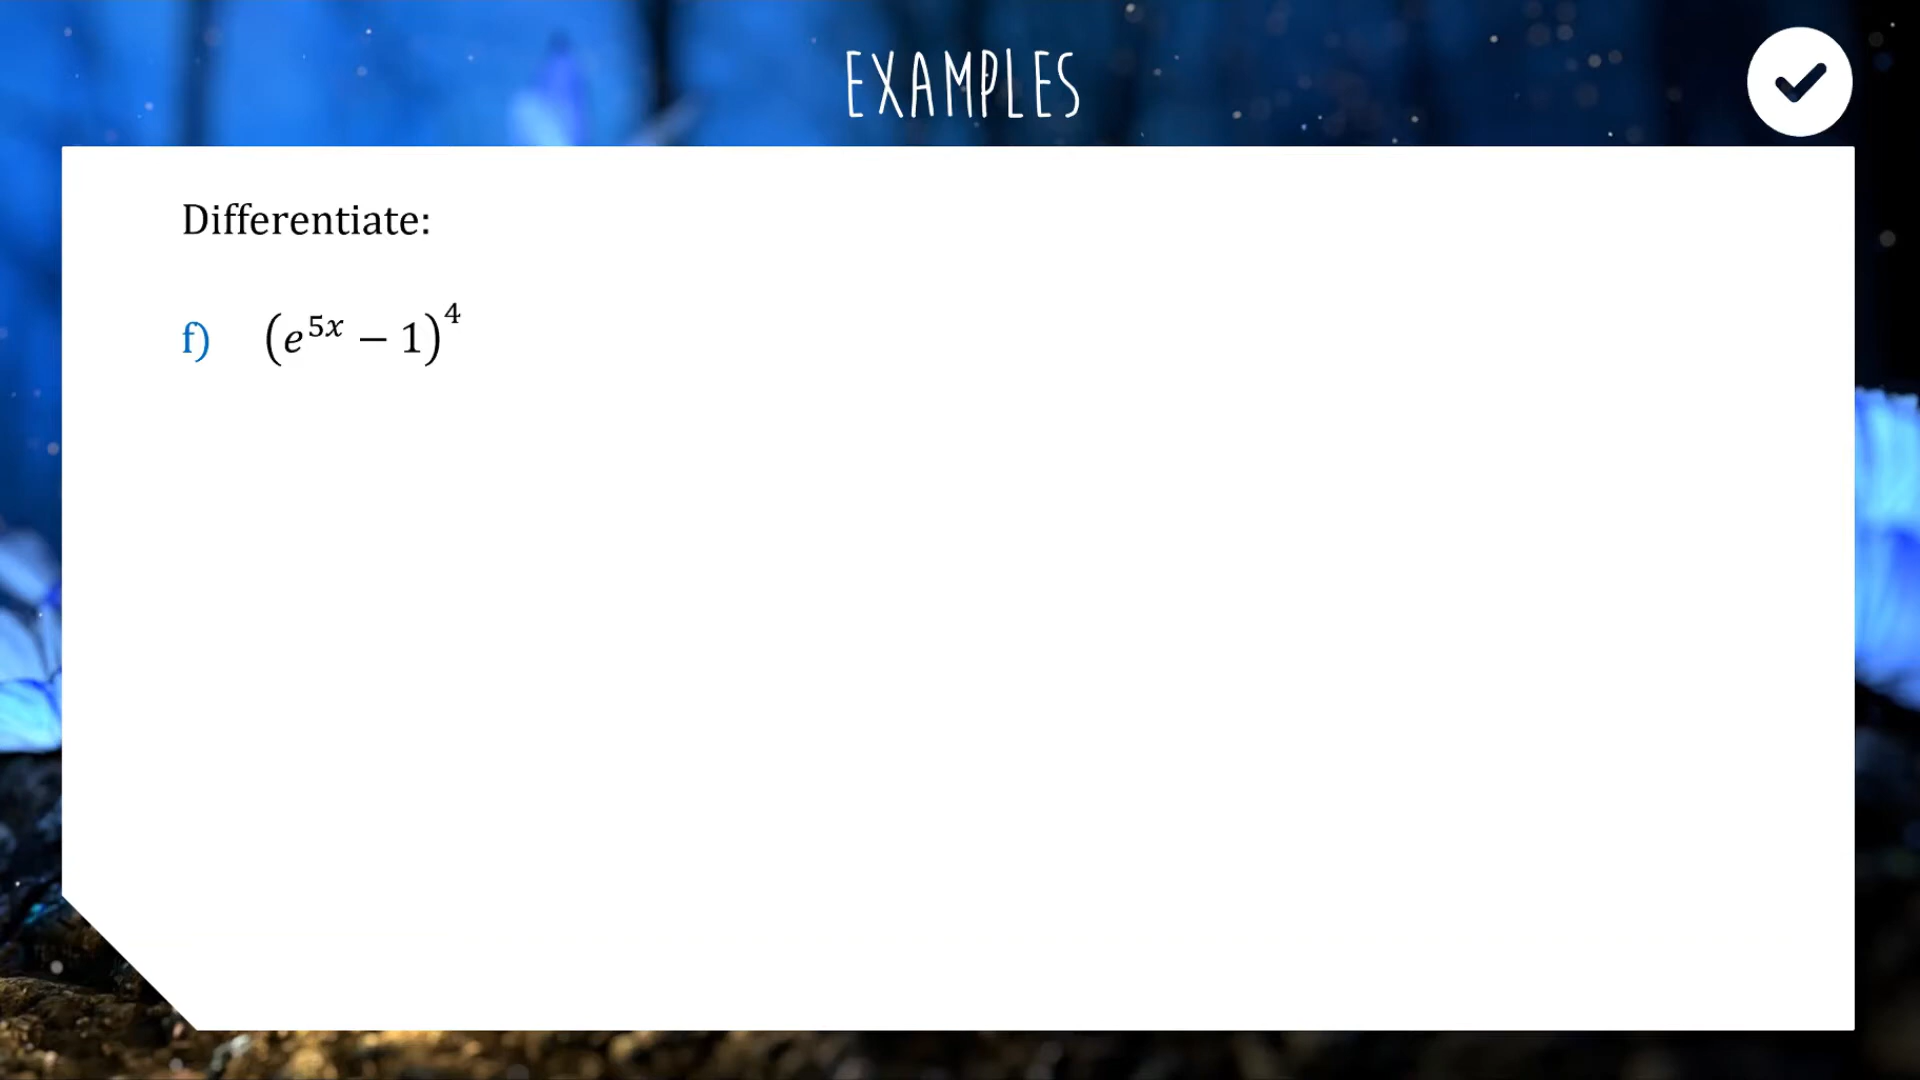 EXAMPLES
Differentiate:
f) (e^{5x} − 1)^4